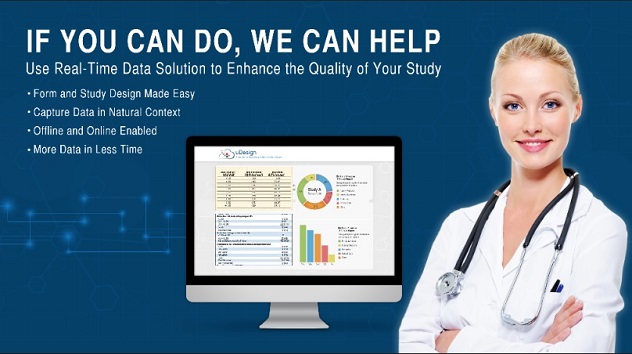 IF YOU CAN DO, WE CAN HELP
Use Real-Time Data Solution to Enhance the Quality of Your Study
• Form and Study Design Made Easy
• Capture Data in Natural Context
• Offline and Online Enabled
• More Data in Less Time
uDesign
Study A